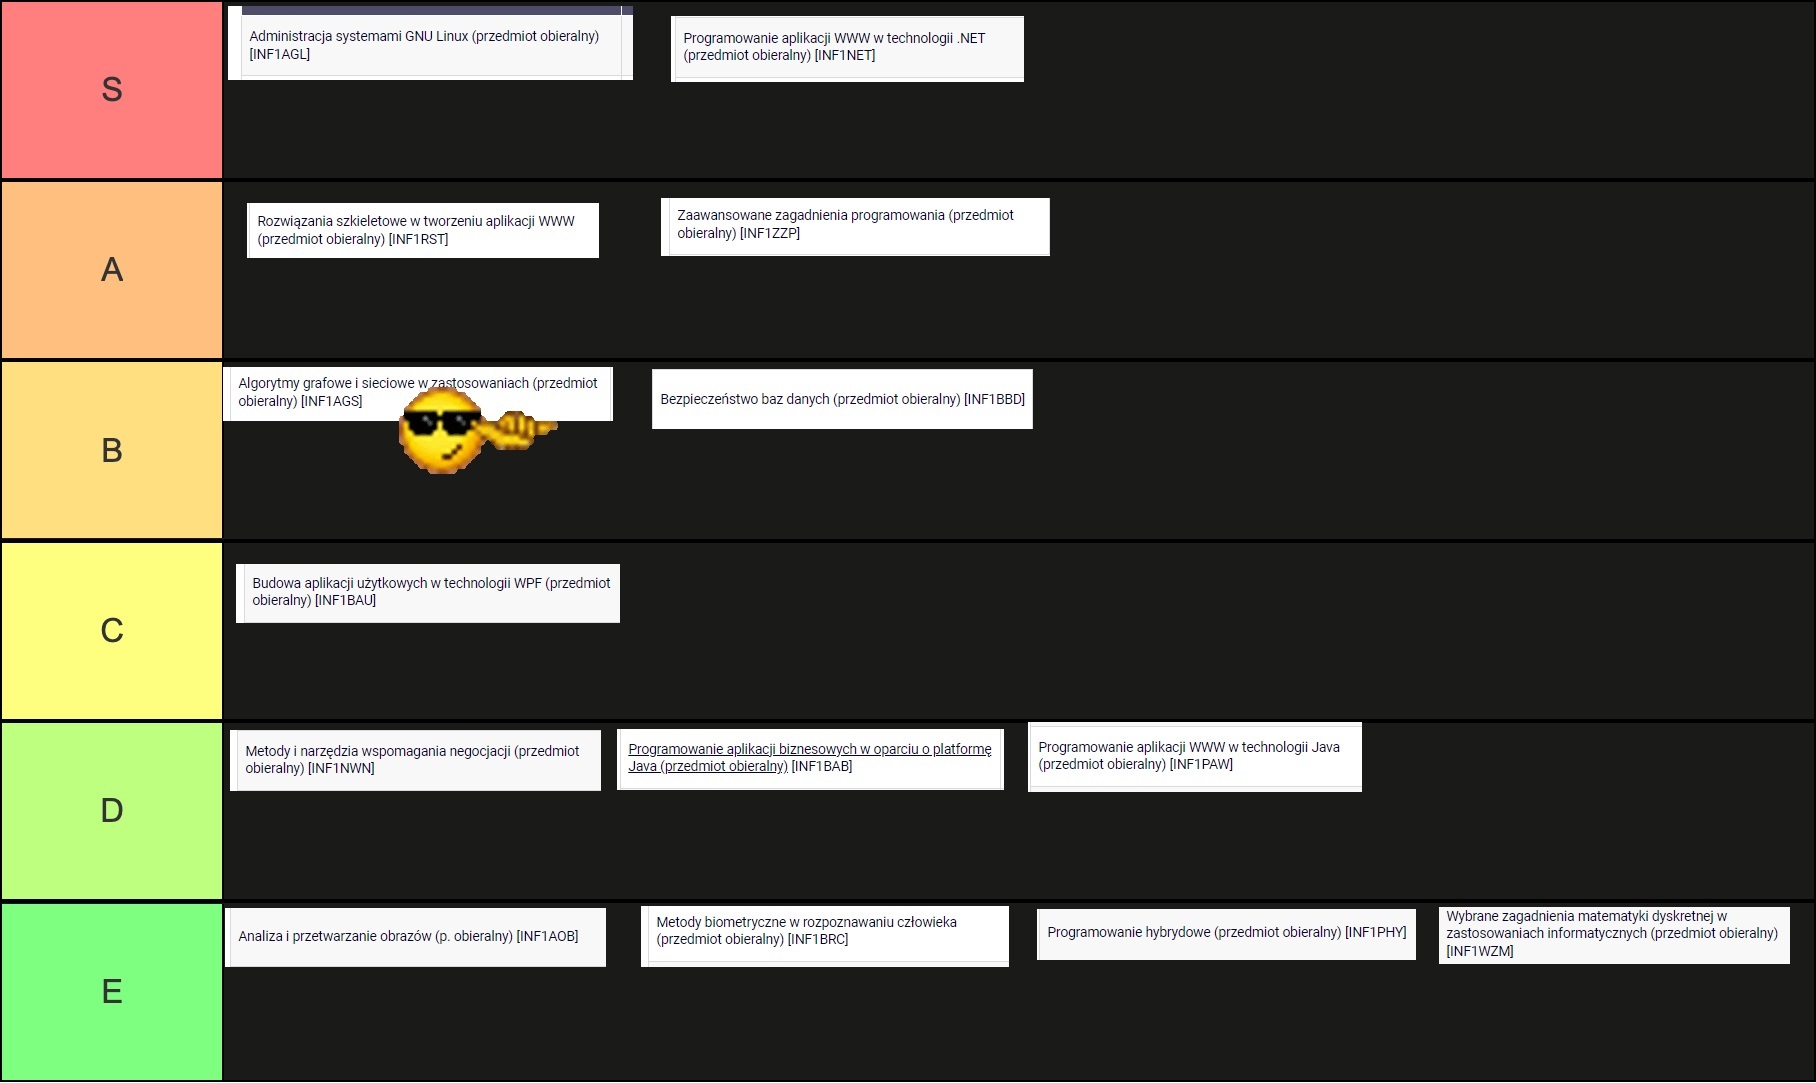 S
Administracja systemami GNU Linux (przedmiot obieralny)
[INF1AGL]
Programowanie aplikacji WWW w technologii .NET
(przedmiot obieralny) [INF1NET]
A
Rozwiązania szkieletowe w tworzeniu aplikacji WWW
(przedmiot obieralny) [INF1RST]
Zaawansowane zagadnienia programowania (przedmiot
obieralny) [INF1ZZP]
B
Algorytmy grafowe i sieciowe w zastosowaniach (przedmiot
obieralny) [INF1AGS]
Bezpieczeństwo baz danych (przedmiot obieralny) [INF1BBD]
C
Budowa aplikacji użytkowych w technologii WPF (przedmiot
obieralny) [INF1BAU]
D
Metody i narzędzia wspomagania negocjacji (przedmiot
obieralny) [INF1NWN]
Programowanie aplikacji biznesowych w oparciu o platformę
Java (przedmiot obieralny) [INF1BAB]
Programowanie aplikacji WWW w technologii Java
(przedmiot obieralny) [INF1PAW]
E
Analiza i przetwarzanie obrazów (p. obieralny) [INF1AOB]
Metody biometryczne w rozpoznawaniu człowieka
(przedmiot obieralny) [INF1BRC]
Programowanie hybrydowe (przedmiot obieralny) [INF1PHY]
Wybrane zagadnienia matematyki dyskretnej w
zastosowaniach informatycznych (przedmiot obieralny)
[INF1WZM]